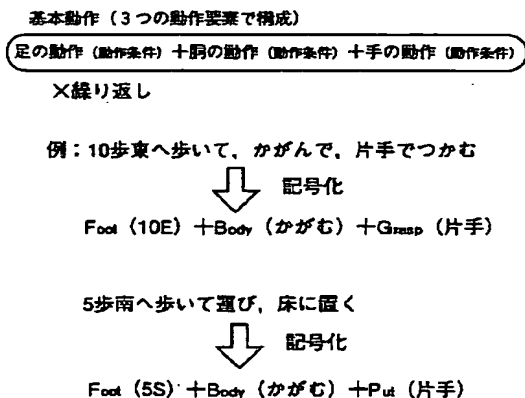 基本動作（３つの動作要素で構成）
足の動作（動作条件）＋胴の動作（動作条件）＋手の動作（動作条件）
×繰り返し
例：10歩東へ歩いて，かがんで，片手でつかむ
記号化
Foot（10E）＋Body（かがむ）＋Grasp（片手）
5歩南へ歩いて運び，床に置く
記号化
Foot（5S）＋Body（かがむ）＋Put（片手）